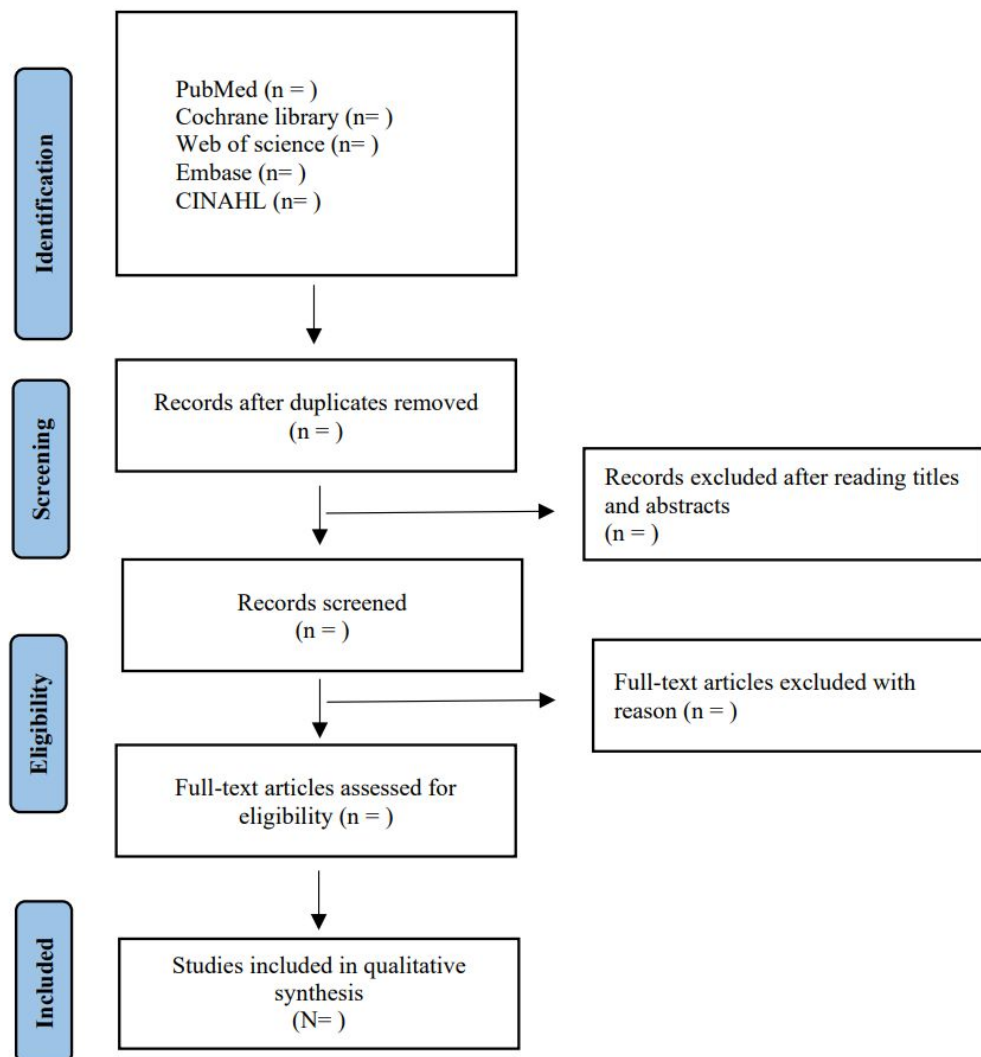 Identification
PubMed (n = )
Cochrane library (n= )
Web of science (n= )
Embase (n= )
CINAHL (n= )
Screening
Records after duplicates removed
(n = )
Records excluded after reading titles
and abstracts
(n = )
Records screened
(n = )
Eligibility
Full-text articles excluded with
reason (n = )
Full-text articles assessed for
eligibility (n = )
Included
Studies included in qualitative
synthesis
(N= )